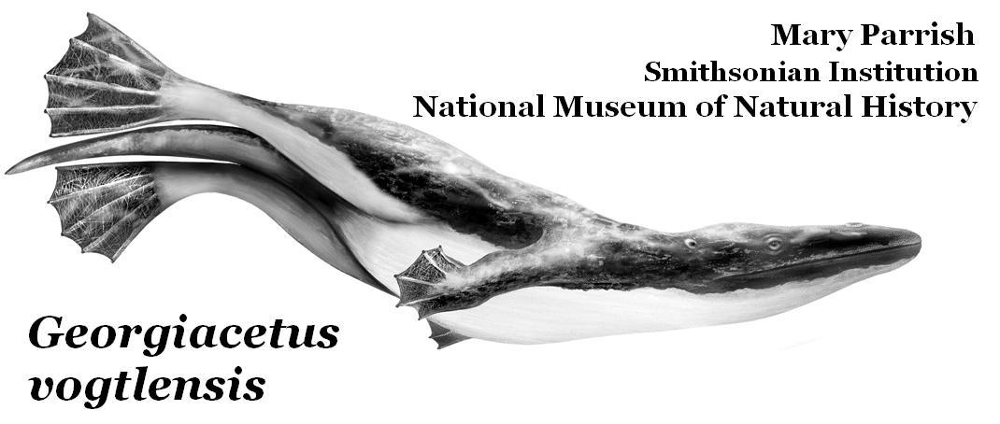 Mary Parrish
Smithsonian Institution
National Museum of Natural History
Georgiacetus
vogtlensis